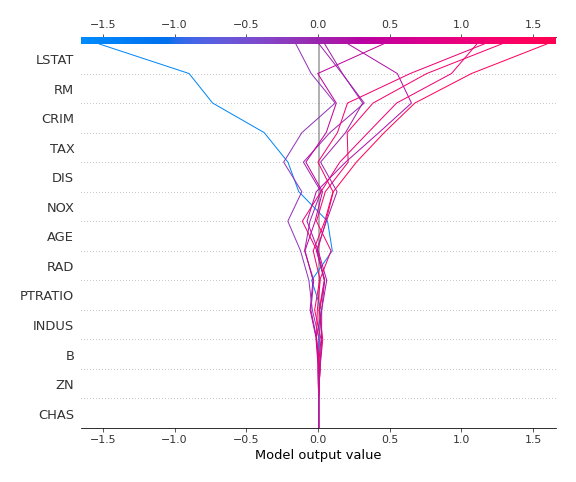 −1.5 −1.0 −0.5 0.0 0.5 1.0 1.5
LSTAT
RM
CRIM
TAX
DIS
NOX
AGE
RAD
PTRATIO
INDUS
B
ZN
CHAS
−1.5 −1.0 −0.5 0.0 0.5 1.0 1.5
Model output value